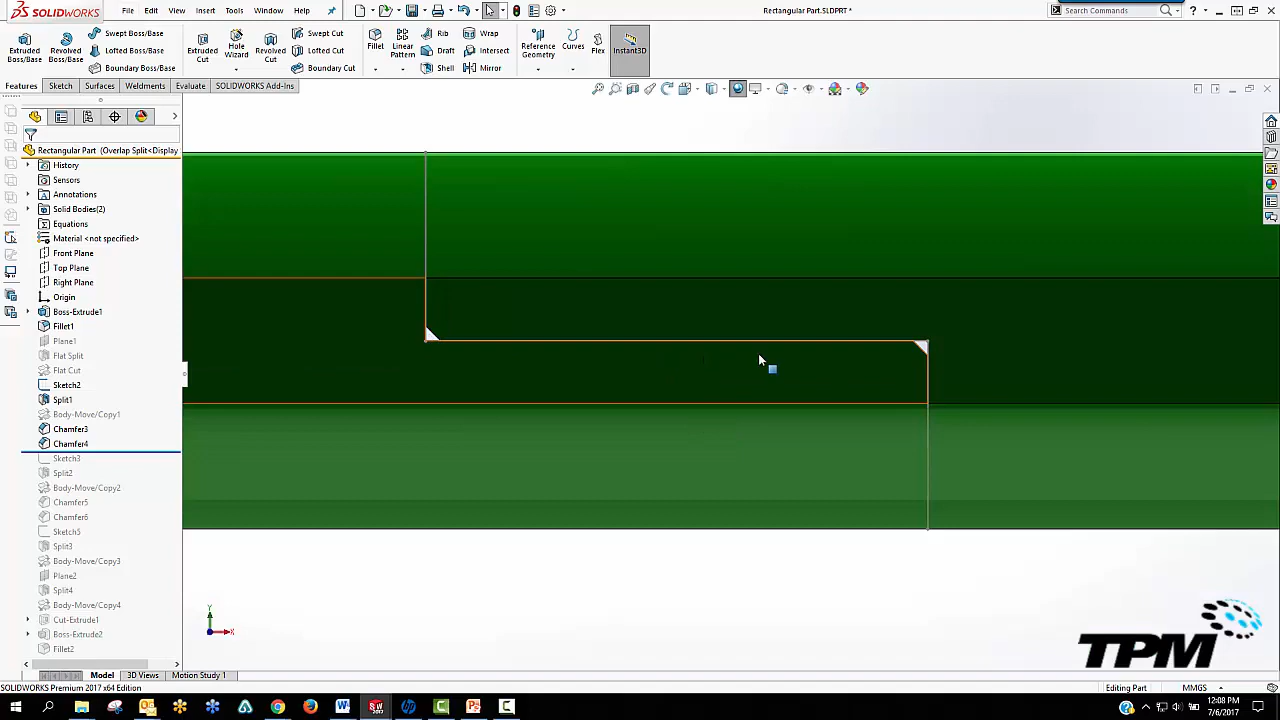 SOLIDWORKS
File Edit View Insert Tools Window Help
Rectangular Part.SLDPRT *
Search Commands
Extruded Boss/Base
Revolved Boss/Base
Swept Boss/Base
Lofted Boss/Base
Boundary Boss/Base
Extruded Cut
Hole Wizard
Revolved Cut
Swept Cut
Lofted Cut
Boundary Cut
Fillet
Linear Pattern
Rib
Draft
Shell
Wrap
Intersect
Mirror
Reference Geometry
Curves
Flex
Instant3D
Features Sketch Surfaces Weldments Evaluate SOLIDWORKS Add-Ins
Rectangular Part (Overlap Split<Display
History
Sensors
Annotations
Solid Bodies(2)
Equations
Material <not specified>
Front Plane
Top Plane
Right Plane
Origin
Boss-Extrude1
Fillet1
Plane1
Flat Split
Flat Cut
Sketch2
Split1
Body-Move/Copy1
Chamfer3
Chamfer4
Sketch3
Split2
Body-Move/Copy2
Chamfer5
Chamfer6
Sketch5
Split3
Body-Move/Copy3
Plane2
Split4
Body-Move/Copy4
Cut-Extrude1
Boss-Extrude2
Fillet2
Y
X
TPM
Model 3D Views Motion Study 1
SOLIDWORKS Premium 2017 x64 Edition
Editing Part
MMGS
12:08 PM
7/6/2017